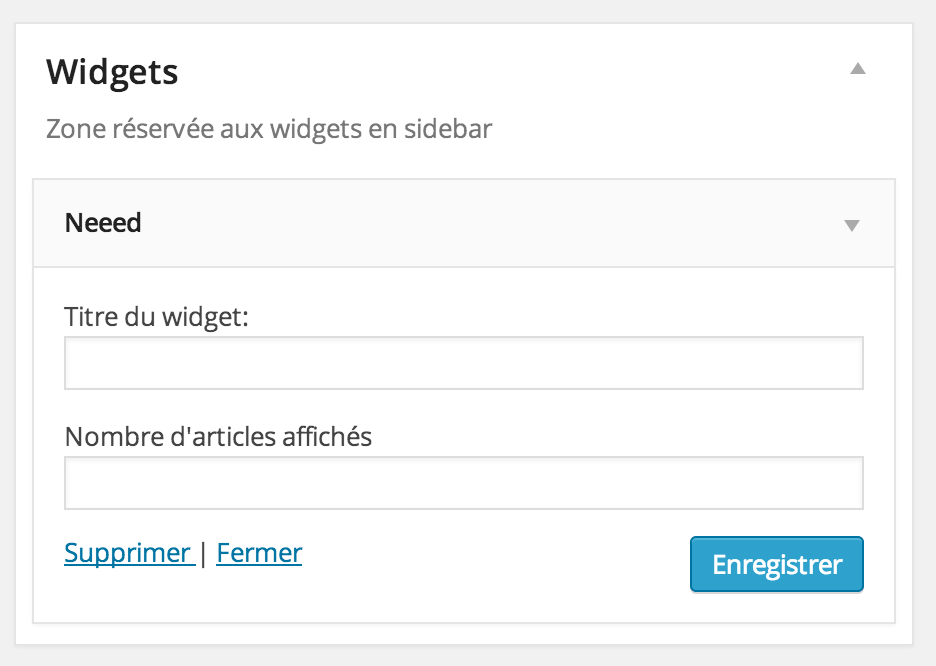 Widgets
Zone réservée aux widgets en sidebar
Neeed
Titre du widget:
Nombre d'articles affichés
Supprimer | Fermer
Enregistrer